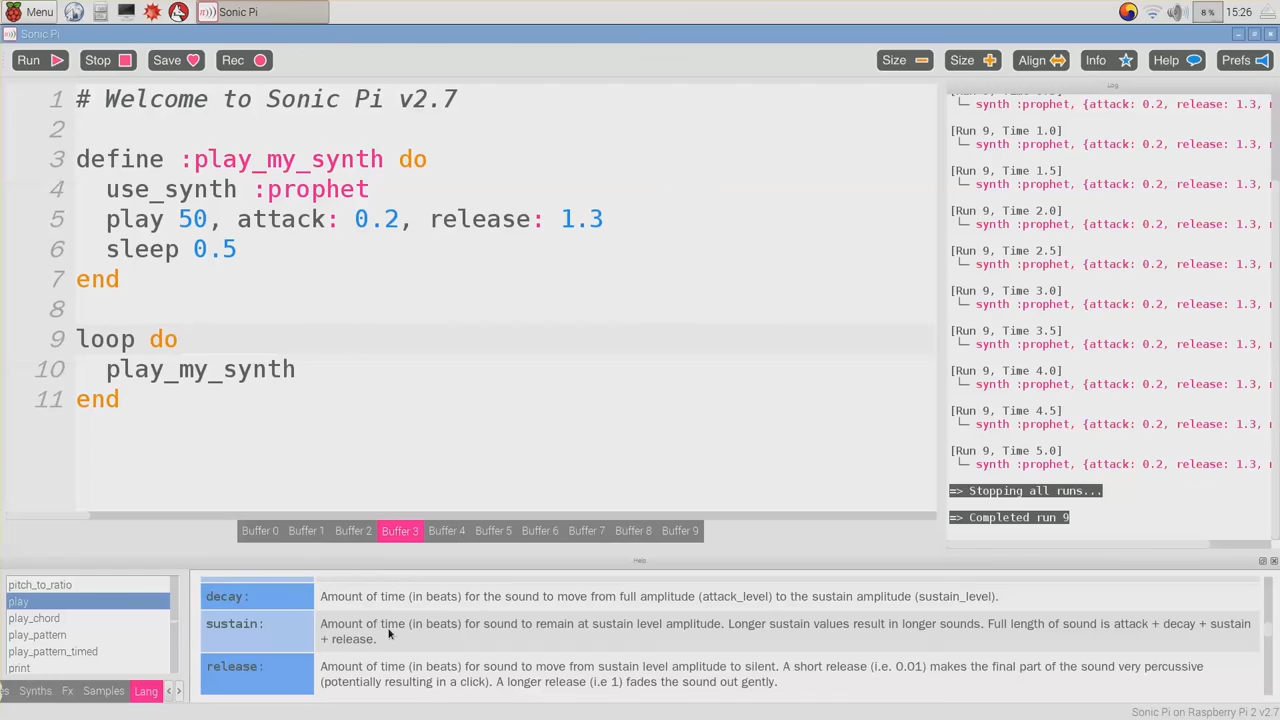 Menu
Sonic Pi
8 %
15:26
Sonic Pi
Run
Stop
Save
Rec
Size
Size
Align
Info
Help
Prefs
1 # Welcome to Sonic Pi v2.7
2
3 define :play_my_synth do
4 use_synth :prophet
5 play 50, attack: 0.2, release: 1.3
6 sleep 0.5
7 end
8
9 loop do
10 play_my_synth
11 end
Log
synth :prophet, {attack: 0.2, release: 1.3,
[Run 9, Time 1.0]
synth :prophet, {attack: 0.2, release: 1.3,
[Run 9, Time 1.5]
synth :prophet, {attack: 0.2, release: 1.3,
[Run 9, Time 2.0]
synth :prophet, {attack: 0.2, release: 1.3,
[Run 9, Time 2.5]
synth :prophet, {attack: 0.2, release: 1.3,
[Run 9, Time 3.0]
synth :prophet, {attack: 0.2, release: 1.3,
[Run 9, Time 3.5]
synth :prophet, {attack: 0.2, release: 1.3,
[Run 9, Time 4.0]
synth :prophet, {attack: 0.2, release: 1.3,
[Run 9, Time 4.5]
synth :prophet, {attack: 0.2, release: 1.3,
[Run 9, Time 5.0]
synth :prophet, {attack: 0.2, release: 1.3,
=> Stopping all runs...
=> Completed run 9
Buffer 0 Buffer 1 Buffer 2 Buffer 3 Buffer 4 Buffer 5 Buffer 6 Buffer 7 Buffer 8 Buffer 9
Help
pitch_to_ratio
play
play_chord
play_pattern
play_pattern_timed
print
Synths Fx Samples Lang
decay: Amount of time (in beats) for the sound to move from full amplitude (attack_level) to the sustain amplitude (sustain_level).
sustain: Amount of time (in beats) for sound to remain at sustain level amplitude. Longer sustain values result in longer sounds. Full length of sound is attack + decay + sustain
+ release.
release: Amount of time (in beats) for sound to move from sustain level amplitude to silent. A short release (i.e. 0.01) makes the final part of the sound very percussive
(potentially resulting in a click). A longer release (i.e 1) fades the sound out gently.
Sonic Pi on Raspberry Pi 2 v2.7